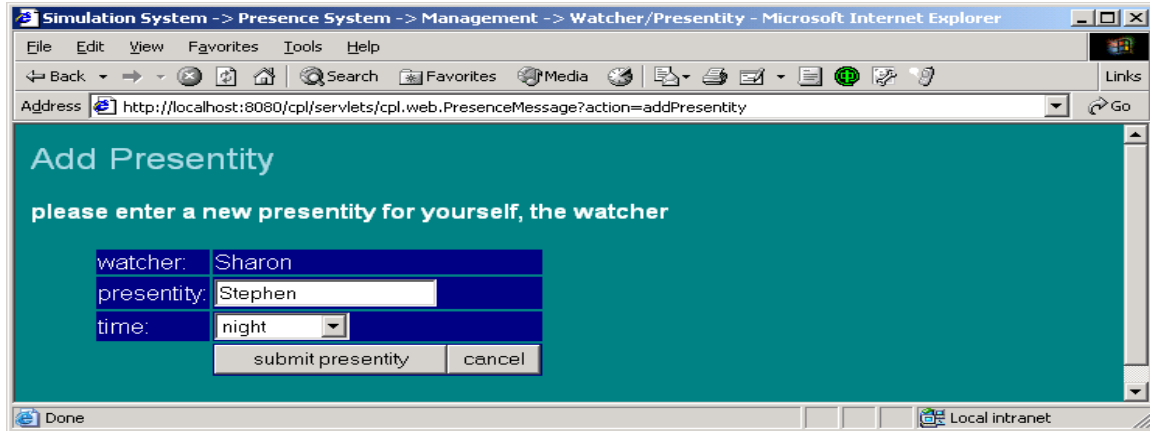 Simulation System -> Presence System -> Management -> Watcher/Presentity - Microsoft Internet Explorer
File Edit View Favorites Tools Help
Back Search Favorites Media Links
Address http://localhost:8080/cpl/servlets/cpl.web.PresenceMessage?action=addPresentity Go
Add Presentity
please enter a new presentity for yourself, the watcher
watcher: Sharon
presentity: Stephen
time: night
submit presentity cancel
Done Local intranet